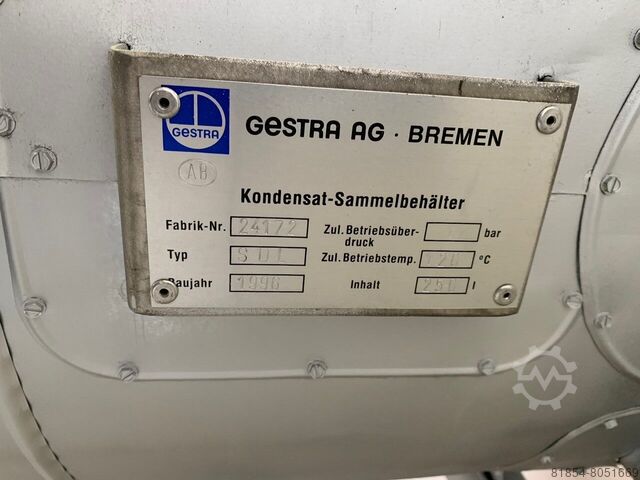 GESTRA
GESTRA AG · BREMEN
AB
Kondensat-Sammelbehälter
Fabrik-Nr. 24172
Zul. Betriebsüber-
druck bar
Typ
Zul. Betriebstemp. 120 °C
Baujahr 1996
Inhalt 250 l
81854-8051669